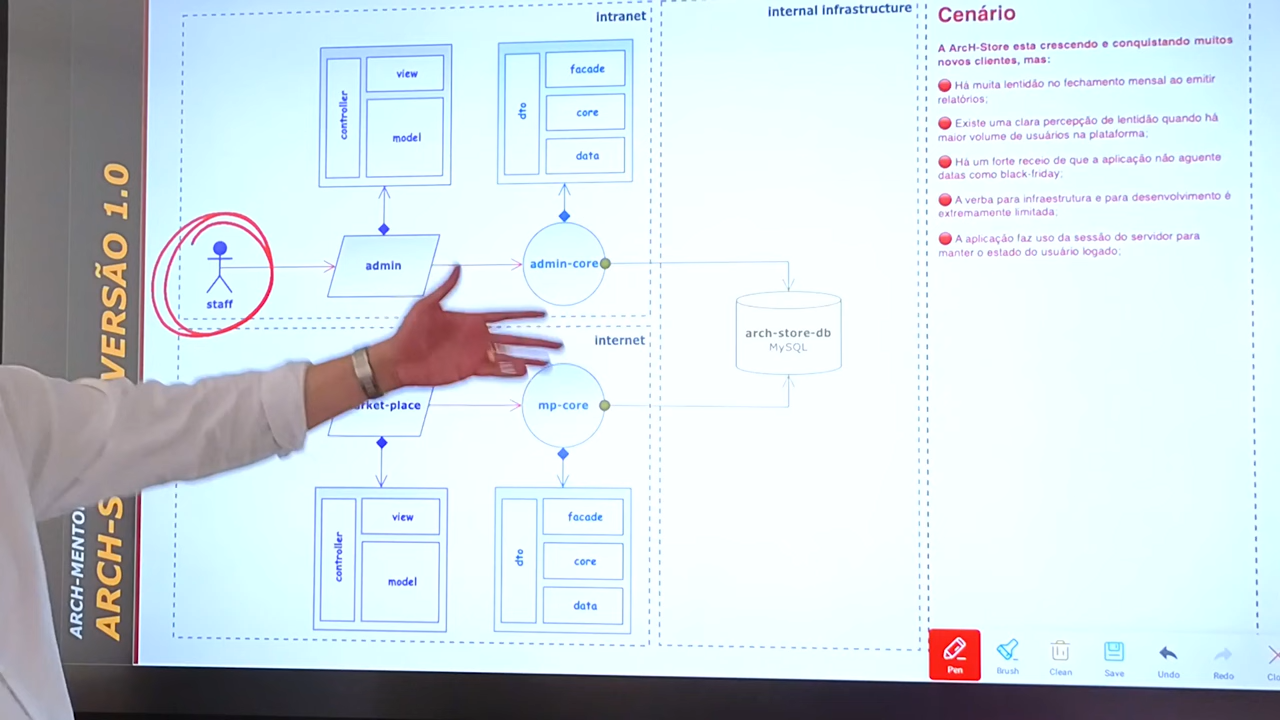 intranet
internal infrastructure
controller
view
model
dto
facade
core
data
staff
admin
admin-core
internet
arch-store-db
MySQL
rket-place
mp-core
controller
view
model
dto
facade
core
data
ARCH-MENTO
ARCH-S
VERSÃO 1.0
Cenário
A ArcH-Store esta crescendo e conquistando muitos
novos clientes, mas:
Há muita lentidão no fechamento mensal ao emitir
relatórios;
Existe uma clara percepção de lentidão quando há
maior volume de usuários na plataforma;
Há um forte receio de que a aplicação não aguente
datas como black-friday;
A verba para infraestrutura e para desenvolvimento é
extremamente limitada.
A aplicação faz uso da sessão do servidor para
manter o estado do usuário logado;
Pen
Brush
Clean
Save
Undo
Redo
Clo